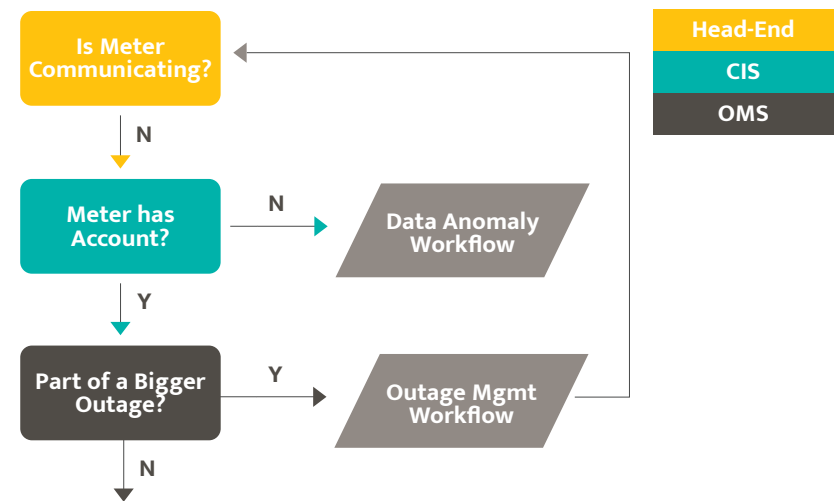 Is Meter
Communicating?
Head-End
CIS
OMS
N
Meter has
Account?
N
Data Anomaly
Workflow
Y
Part of a Bigger
Outage?
Y
Outage Mgmt
Workflow
N